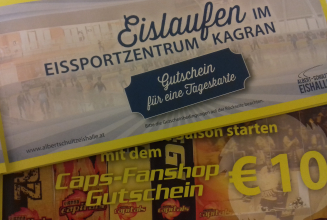 Eislaufen IM
EISSPORTZENTRUM KAGRAN
Gutschein
für eine Tageskarte
ALBERT-SCHULTZ
EISHALLE
www.albertschultzeishalle.at
starten
mit dem
Caps-Fanshop
Gutschein
€ 10